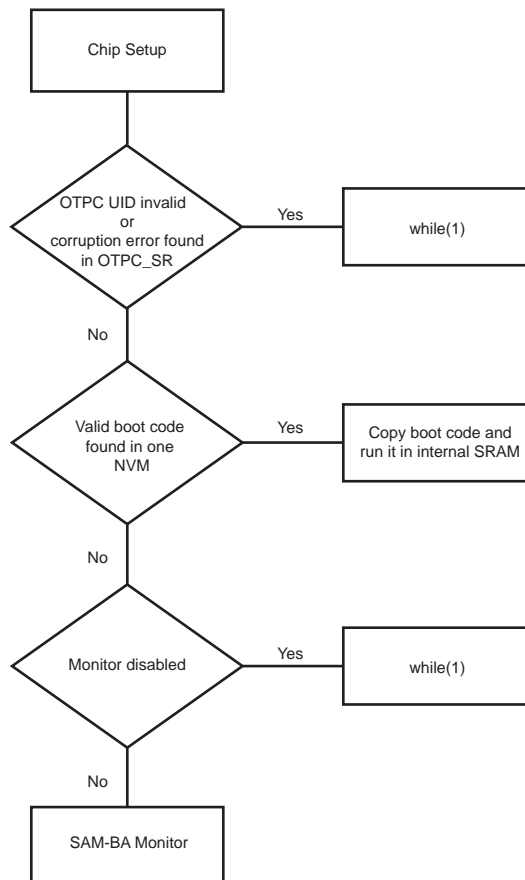 Chip Setup
OTPC UID invalid
or
corruption error found
in OTPC_SR
Yes
while(1)
No
Valid boot code
found in one
NVM
Yes
Copy boot code and
run it in internal SRAM
No
Monitor disabled
Yes
while(1)
No
SAM-BA Monitor